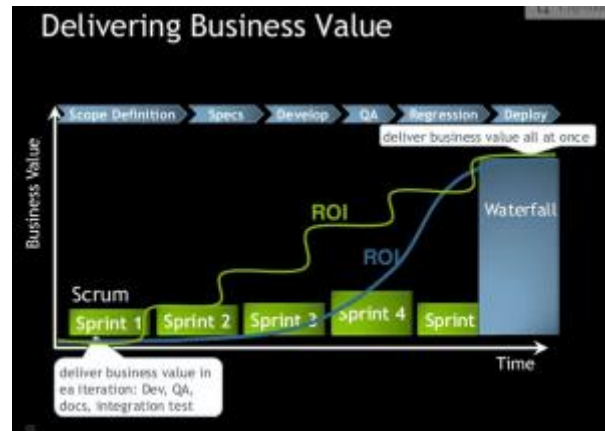 Delivering Business Value
Scope Definition
Specs
Develop
QA
Regression
Deploy
deliver business value all at once
Business Value
ROI
Waterfall
ROI
Scrum
Sprint 1
Sprint 2
Sprint 3
Sprint 4
Sprint
Time
deliver business value in
ea iteration: Dev, QA,
docs, integration test